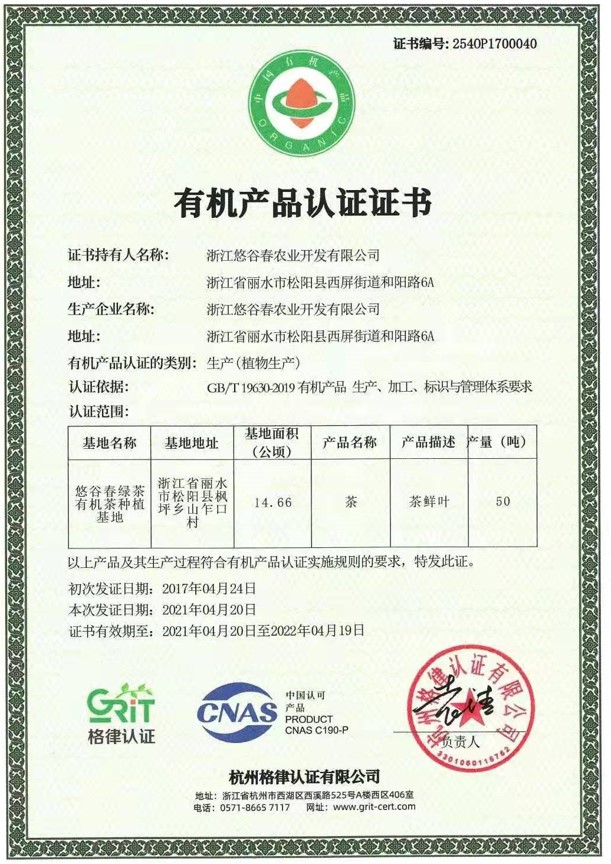 证书编号: 2540P1700040
中国有机产品
ORGANIC
有机产品认证证书
证书持有人名称: 浙江悠谷春农业开发有限公司
地址: 浙江省丽水市松阳县西屏街道和阳路6A
生产企业名称: 浙江悠谷春农业开发有限公司
地址: 浙江省丽水市松阳县西屏街道和阳路6A
有机产品认证的类别: 生产(植物生产)
认证依据: GB/T 19630-2019 有机产品 生产、加工、标识与管理体系要求
认证范围:
基地名称 基地地址 基地面积(公顷) 产品名称 产品描述 产量(吨)
悠谷春绿茶有机茶种植基地 浙江省丽水市松阳县枫坪乡山乍口村 14.66 茶 茶鲜叶 50
以上产品及其生产过程符合有机产品认证实施规则的要求，特发此证。
初次发证日期: 2017年04月24日
本次发证日期: 2021年04月20日
证书有效期至: 2021年04月20日至2022年04月19日
GRIT
格律认证
CNAS
中国认可
产品
PRODUCT
CNAS C190-P
杭州格律认证有限公司
3301080118762
负责人
杭州格律认证有限公司
地址: 浙江省杭州市西湖区西溪路525号A楼西区406室
电话: 0571-8665 7117 网址: www.grit-cert.com